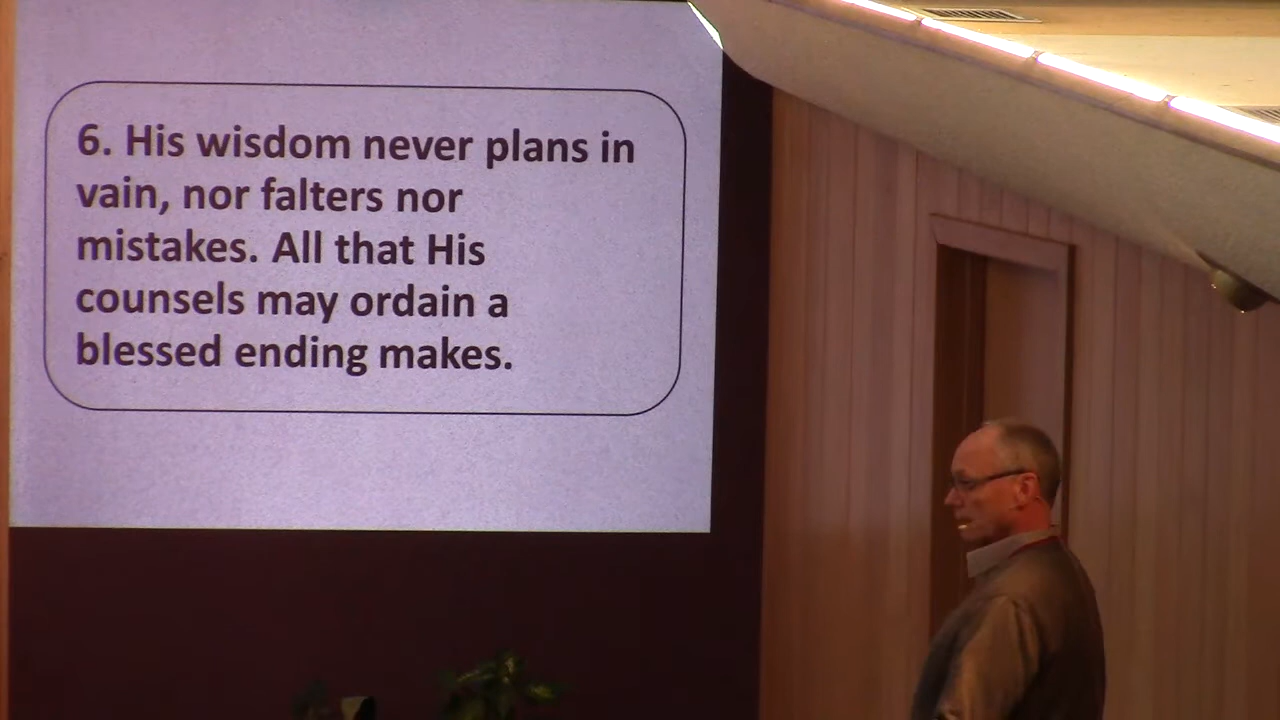 6. His wisdom never plans in
vain, nor falters nor
mistakes. All that His
counsels may ordain a
blessed ending makes.